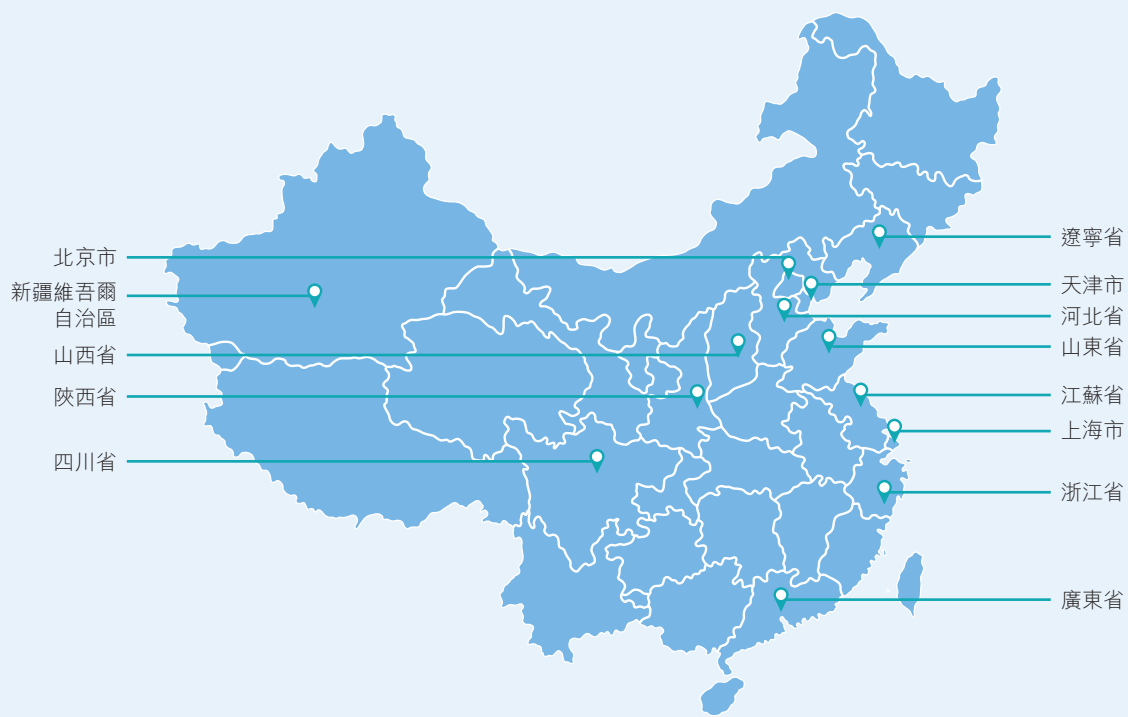 北京市
新疆維吾爾
自治區
山西省
陝西省
四川省
遼寧省
天津市
河北省
山東省
江蘇省
上海市
浙江省
廣東省